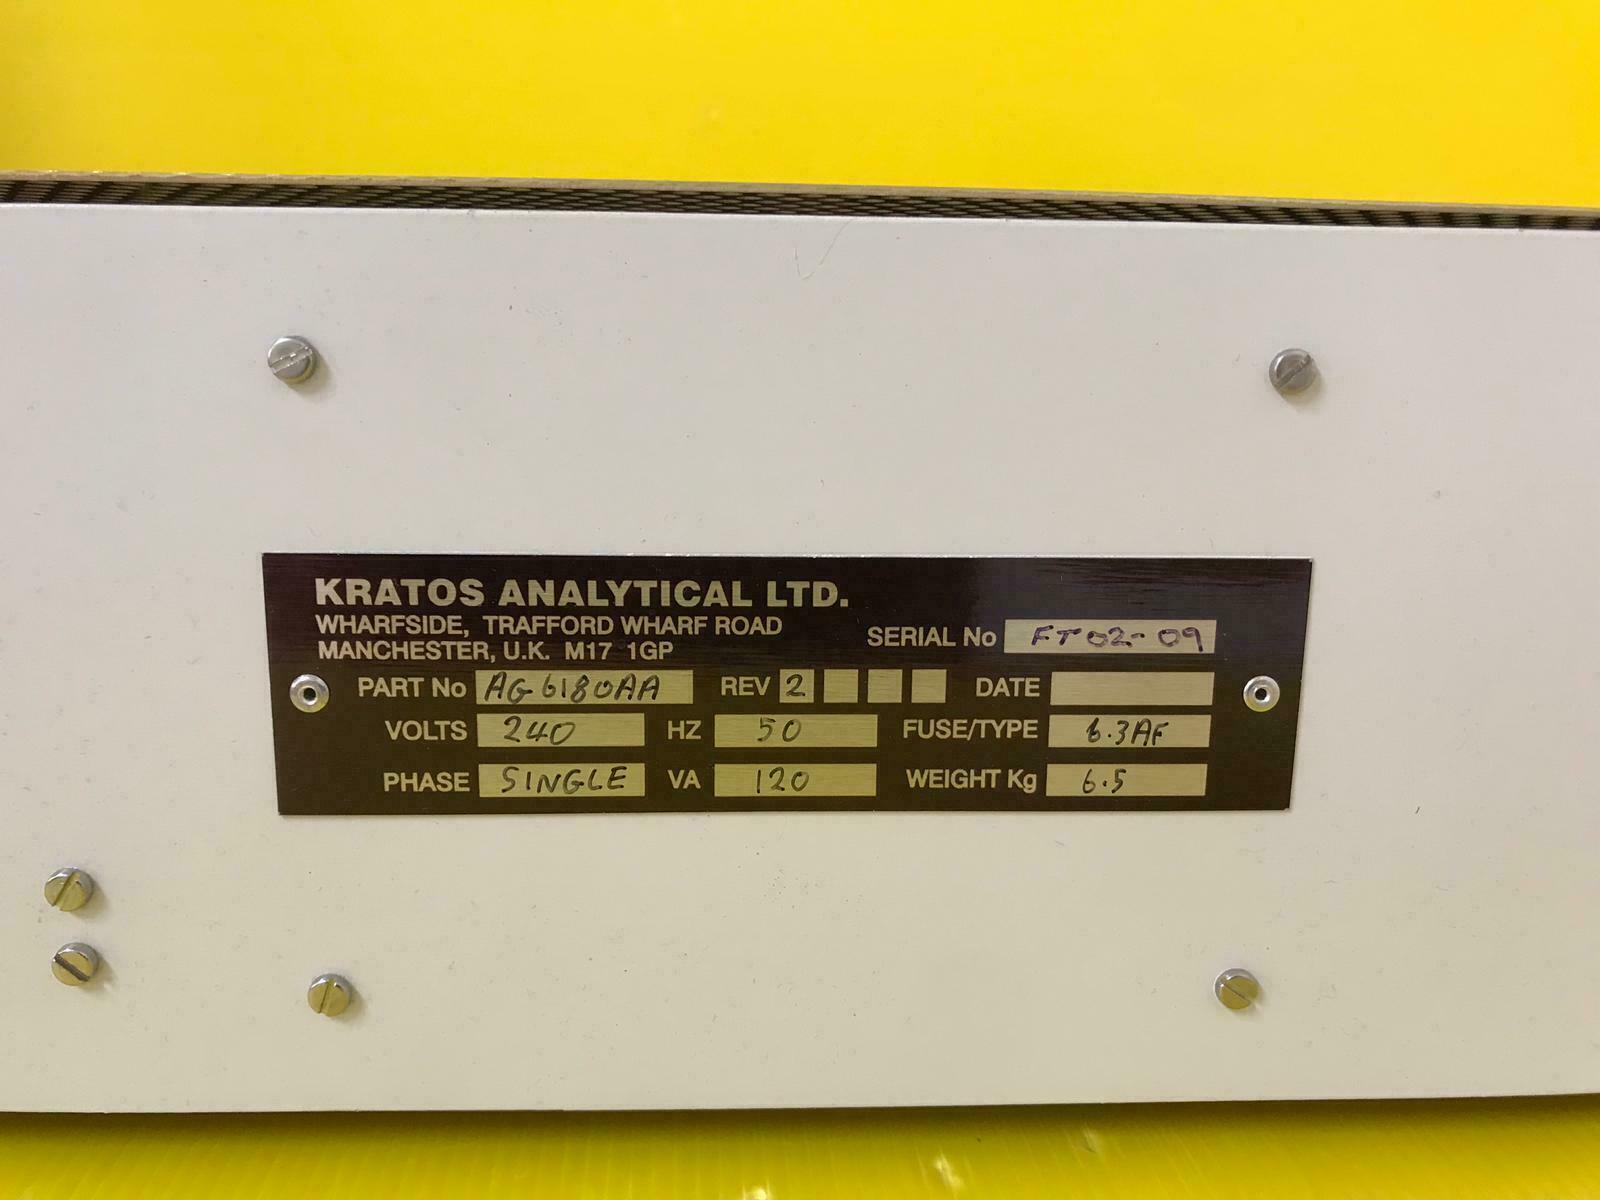 KRATOS ANALYTICAL LTD.
WHARFSIDE, TRAFFORD WHARF ROAD
MANCHESTER, U.K. M17 1GP
SERIAL No FT02-09
PART No AG6180AA REV 2 DATE
VOLTS 240 HZ 50 FUSE/TYPE 6.3AF
PHASE SINGLE VA 120 WEIGHT Kg 6.5